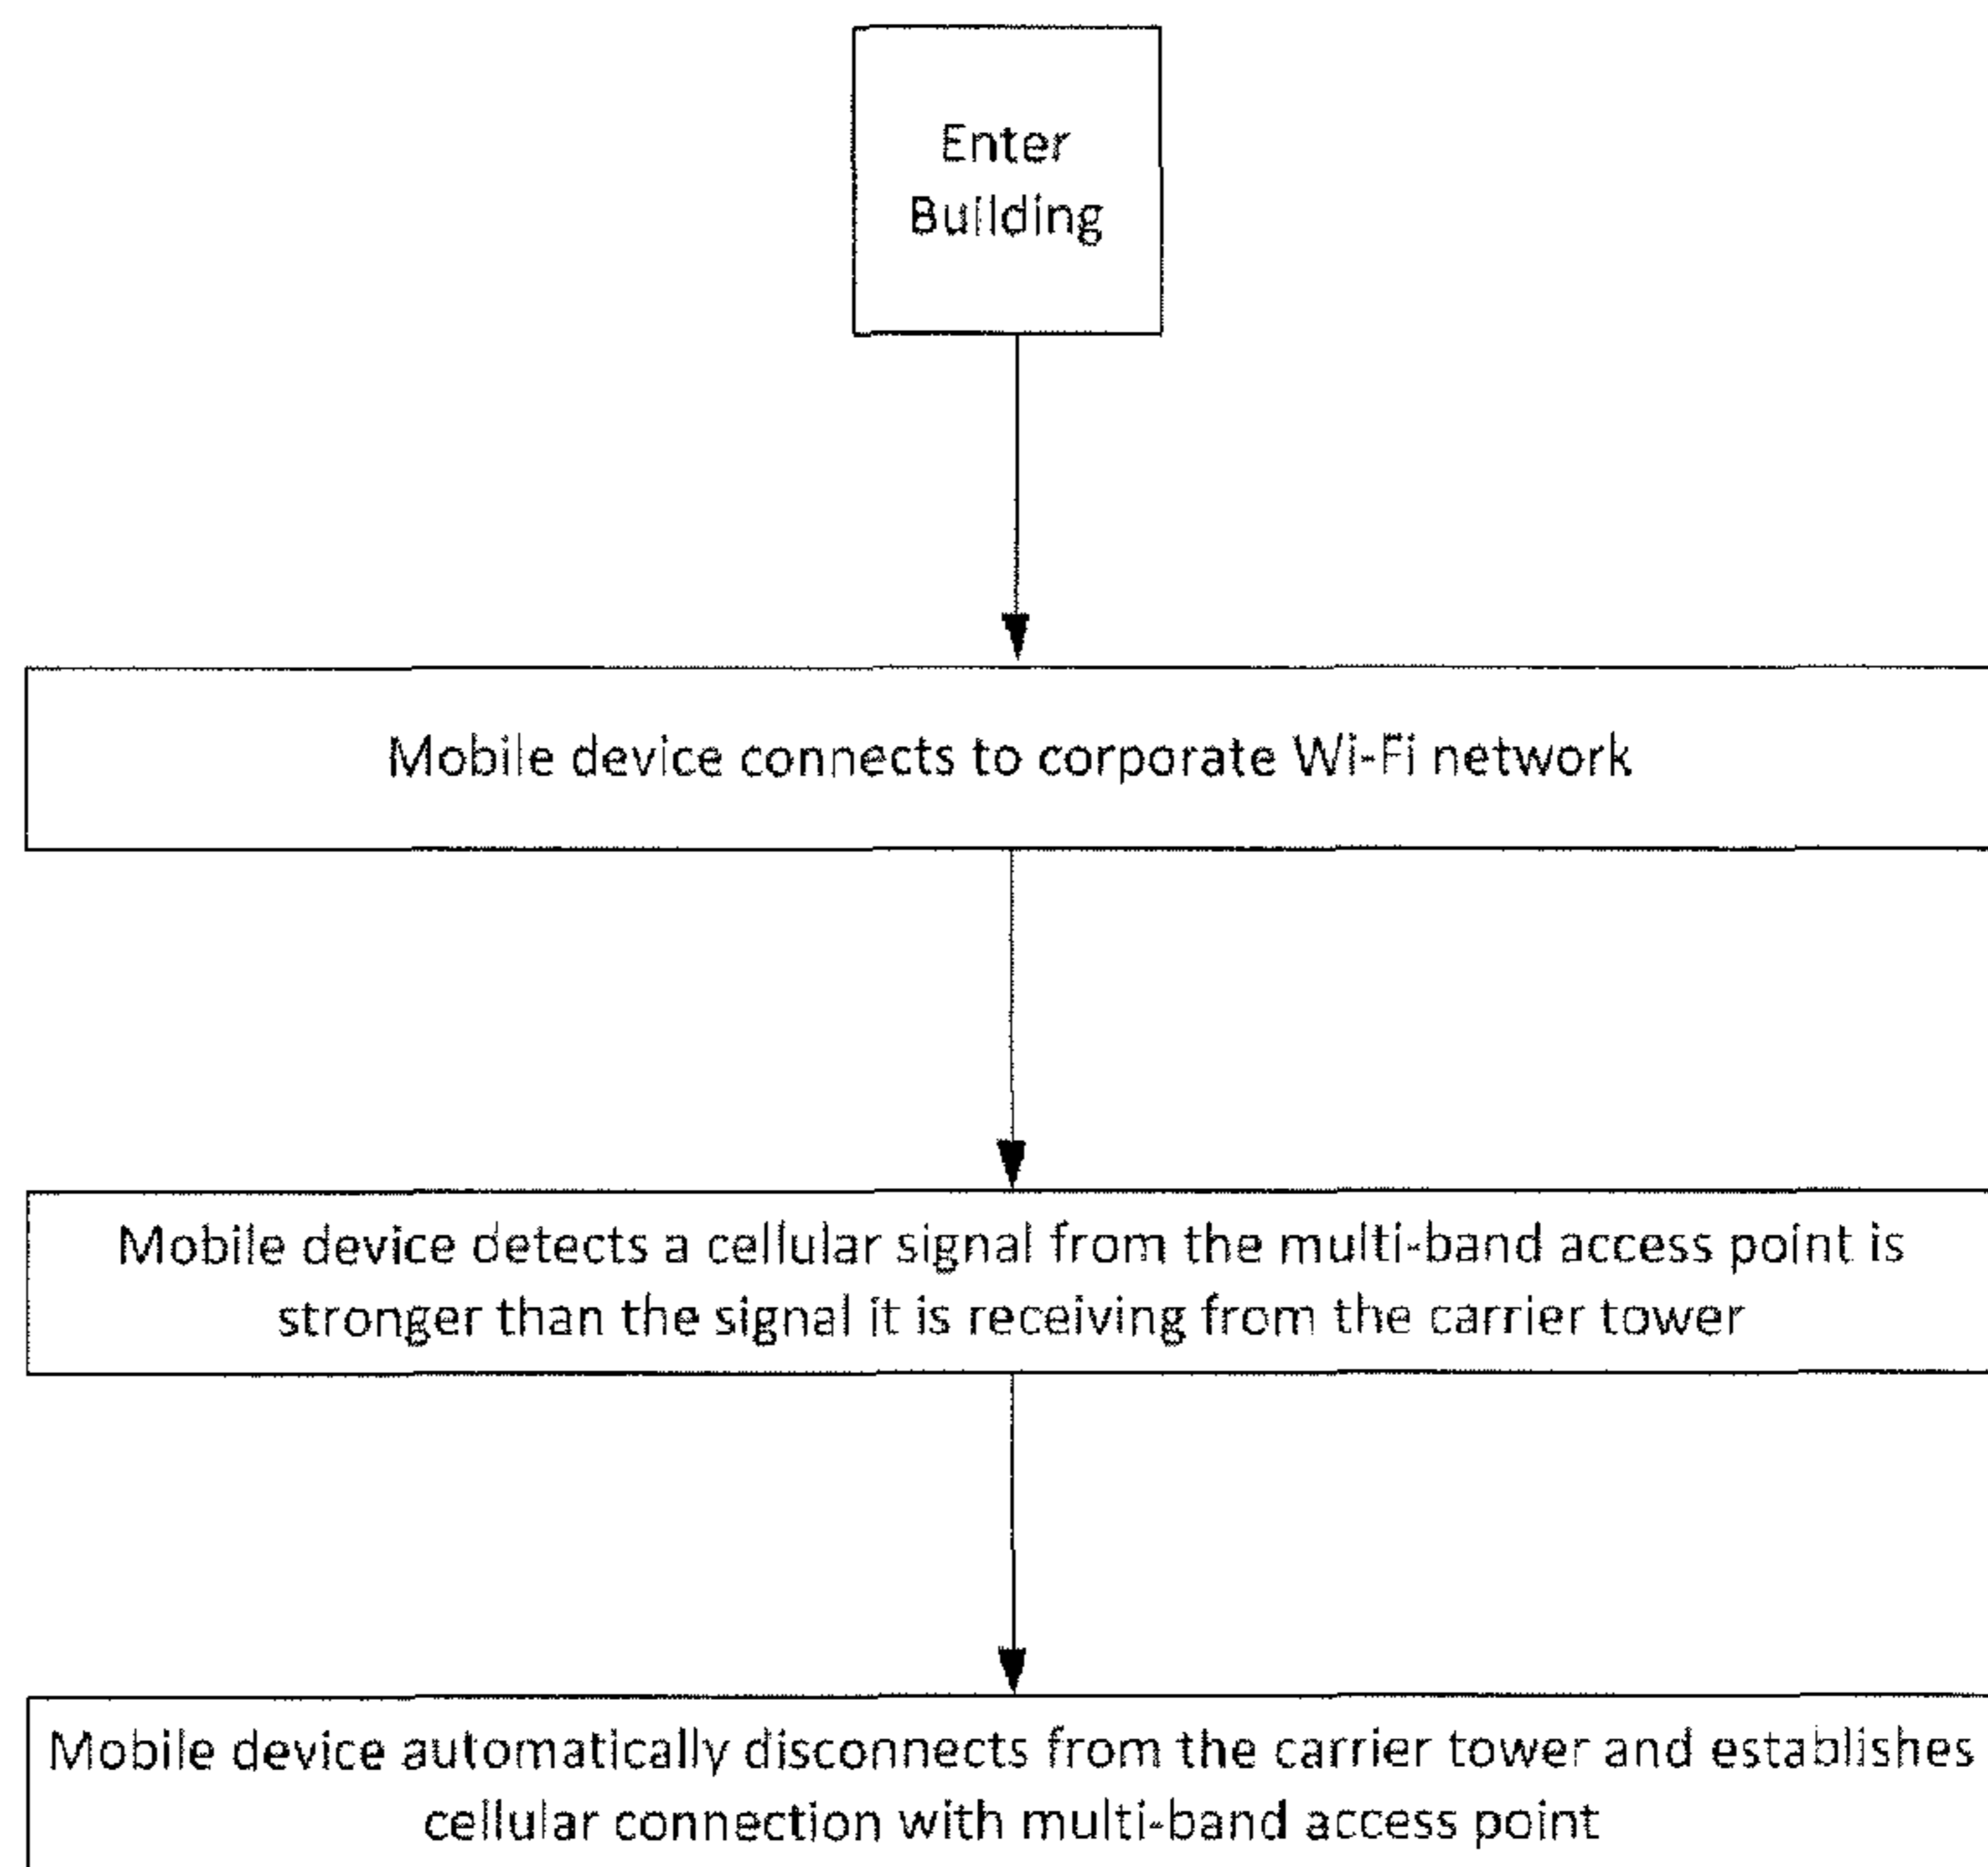 Enter
Building
Mobile device connects to corporate Wi-Fi network
Mobile device detects a cellular signal from the multi-band access point is
stronger than the signal it is receiving from the carrier tower
Mobile device automatically disconnects from the carrier tower and establishes
cellular connection with multi-band access point